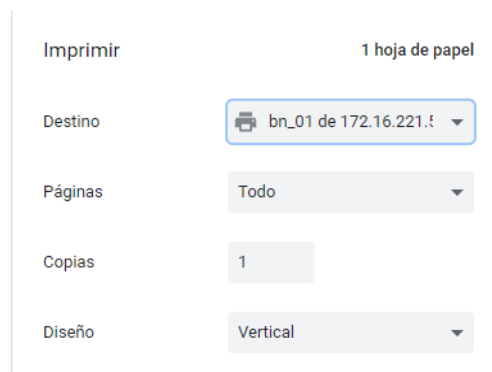 Imprimir 1 hoja de papel
Destino bn_01 de 172.16.221.
Páginas Todo
Copias 1
Diseño Vertical